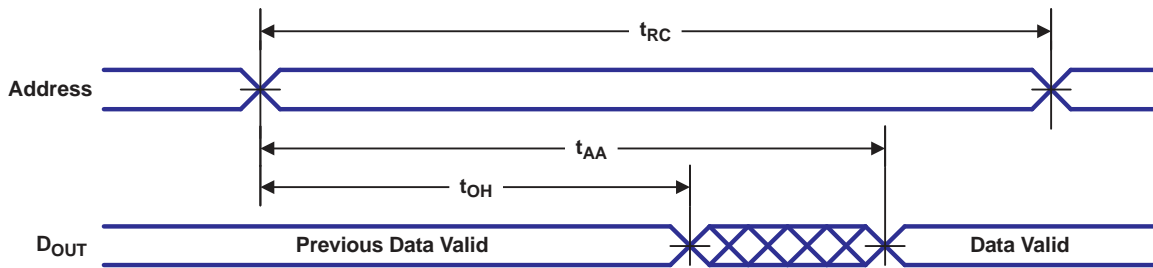 tRC
Address
tAA
tOH
DOUT
Previous Data Valid
Data Valid